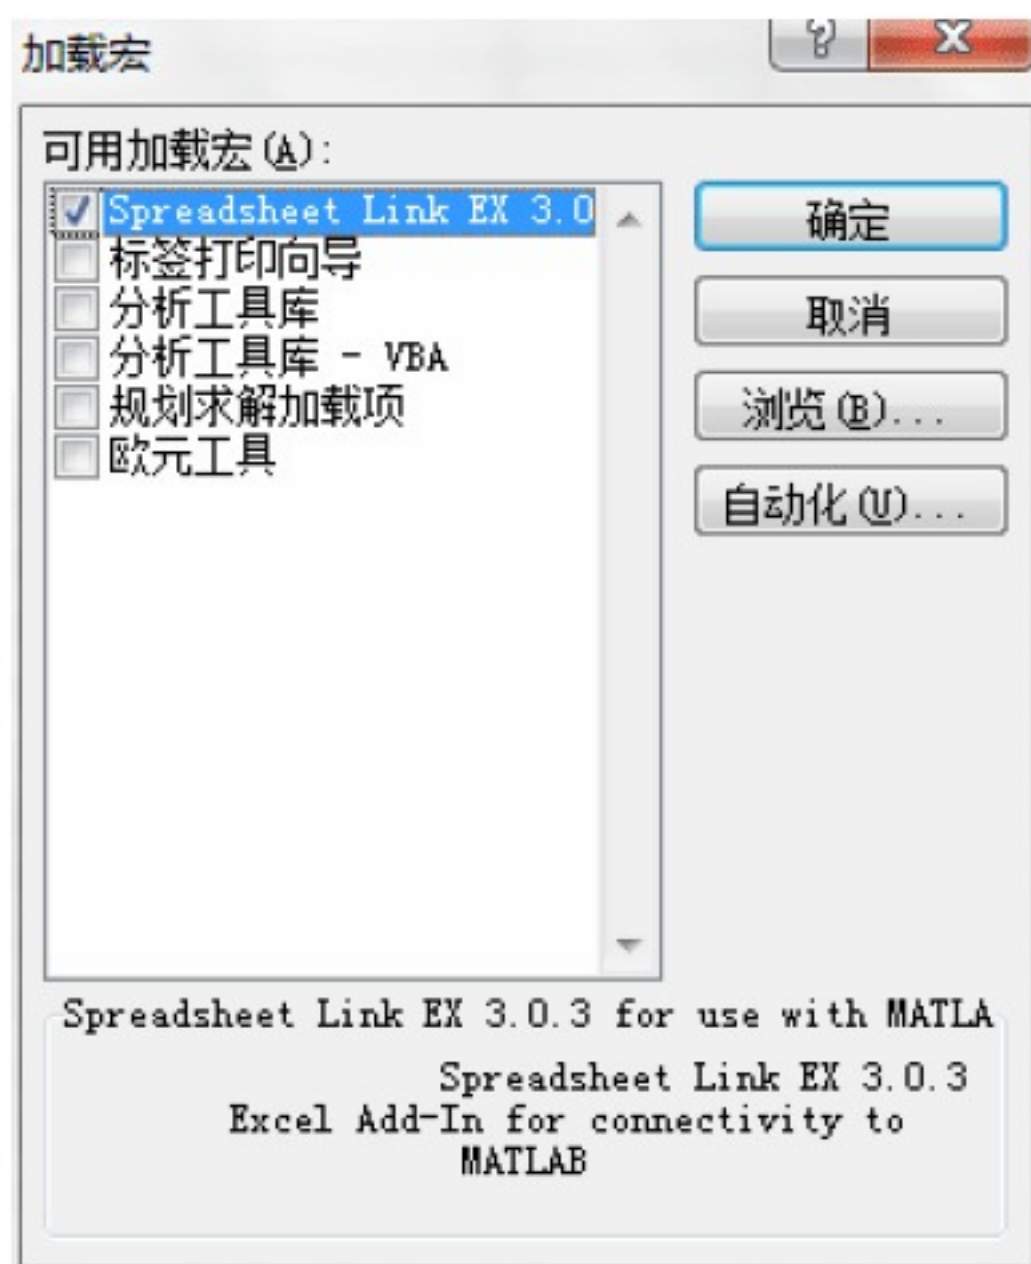 加载宏
可用加载宏(A):
Spreadsheet Link EX 3.0
标签打印向导
分析工具库
分析工具库 - VBA
规划求解加载项
欧元工具
确定
取消
浏览(B)...
自动化(U)...
Spreadsheet Link EX 3.0.3 for use with MATLA
Spreadsheet Link EX 3.0.3
Excel Add-In for connectivity to
MATLAB